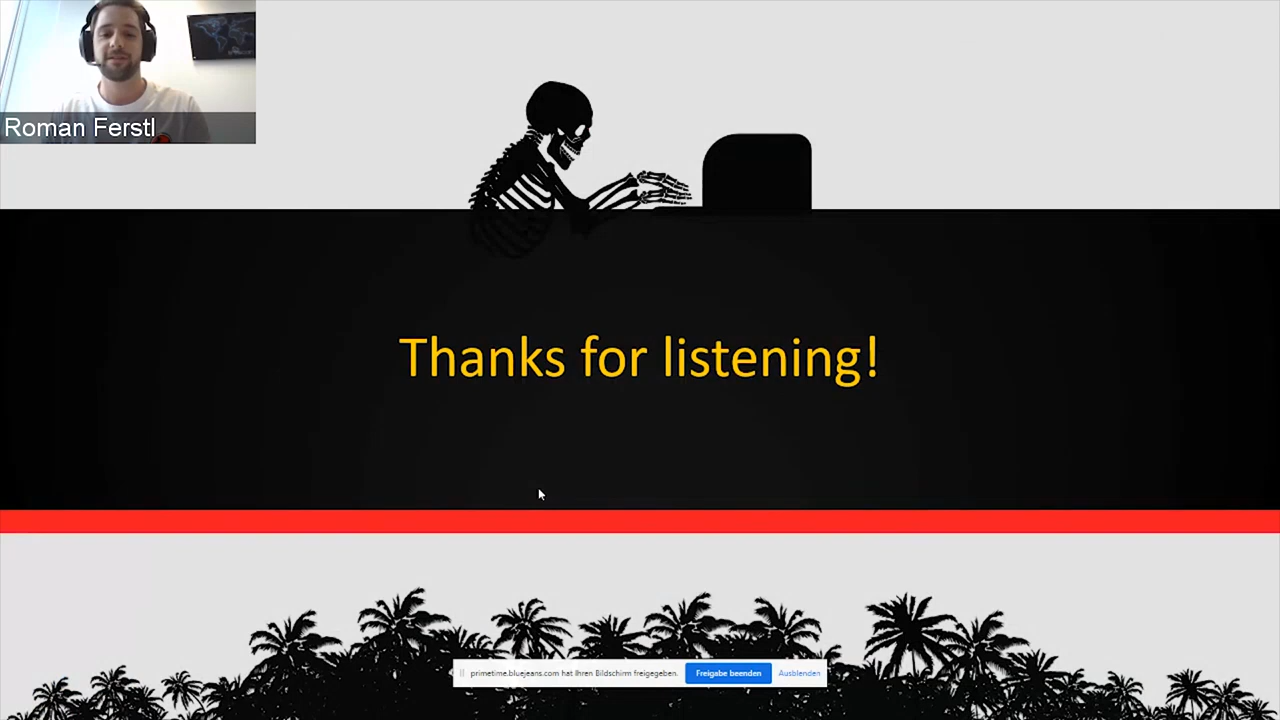 Roman Ferstl
Thanks for listening!
primetime.bluejeans.com hat Ihren Bildschirm freigegeben. Freigabe beenden Ausblenden